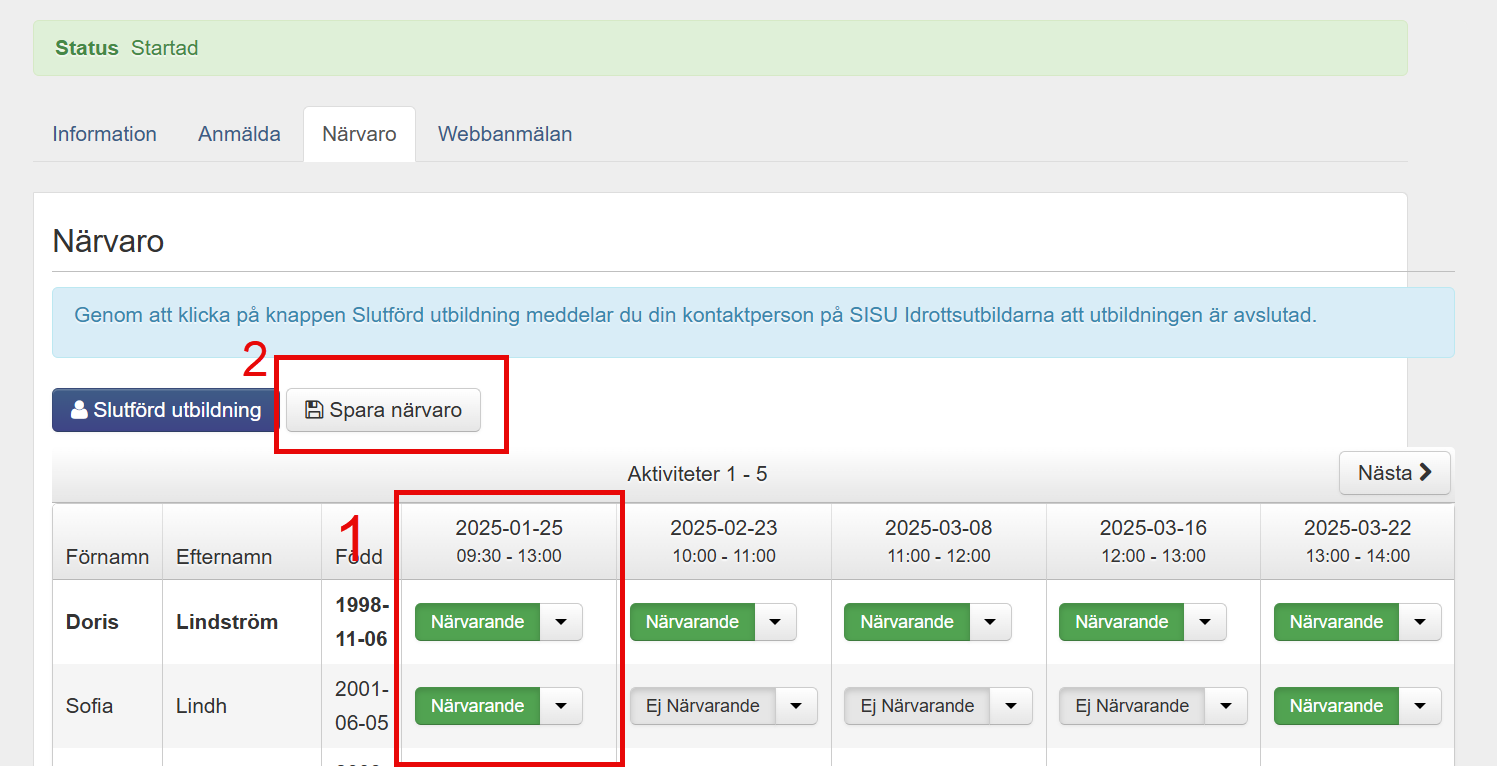 Status Startad
Information Anmälda Närvaro Webbanmälan
Närvaro
Genom att klicka på knappen Slutförd utbildning meddelar du din kontaktperson på SISU Idrottsutbildarna att utbildningen är avslutad.
2
Slutförd utbildning Spara närvaro
Aktiviteter 1 - 5 Nästa
1
2025-01-25 2025-02-23 2025-03-08 2025-03-16 2025-03-22
Förnamn Efternamn Född 09:30 - 13:00 10:00 - 11:00 11:00 - 12:00 12:00 - 13:00 13:00 - 14:00
Doris Lindström 1998-
11-06 Närvarande Närvarande Närvarande Närvarande Närvarande
Sofia Lindh 2001-
06-05 Närvarande Ej Närvarande Ej Närvarande Ej Närvarande Närvarande